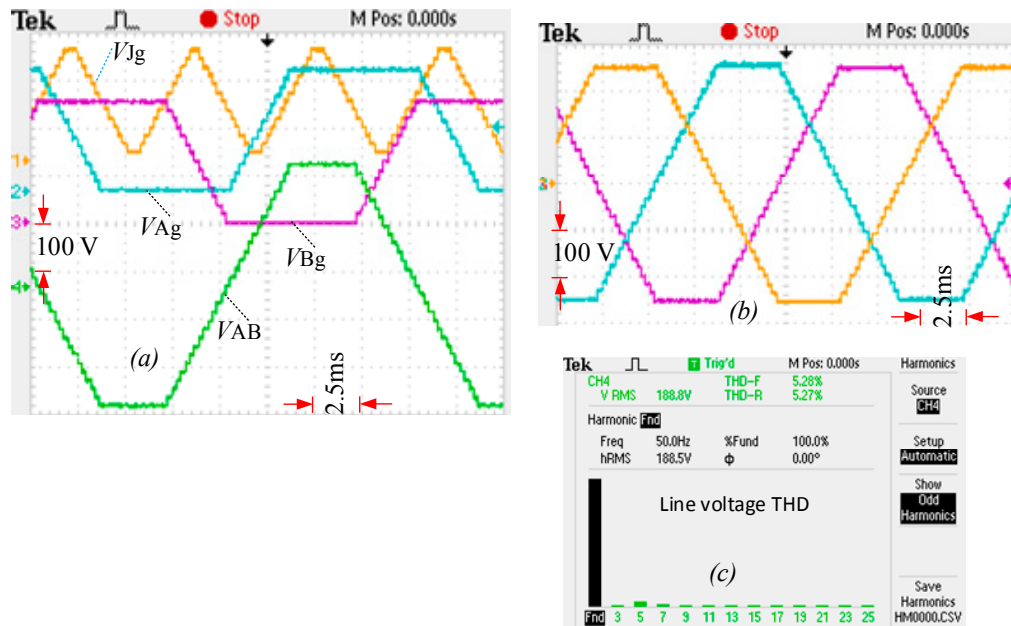 Tek Stop M Pos: 0.000s
VJg
1
2
3
VAg
100 V
VBg
4
VAB
(a)
2.5ms
Tek Stop M Pos: 0.000s
3
100 V
(b)
2.5ms
Tek T Trig'd M Pos: 0.000s Harmonics
CH4 THD-F 5.28%
V RMS 188.8V THD-R 5.27%
Source
CH4
Harmonic Fnd
Freq 50.0Hz %Fund 100.0%
hRMS 188.5V ϕ 0.00°
Setup
Automatic
Show
Odd
Harmonics
Line voltage THD
(c)
Save
Harmonics
HM0000.CSV
Fnd 3 5 7 9 11 13 15 17 19 21 23 25